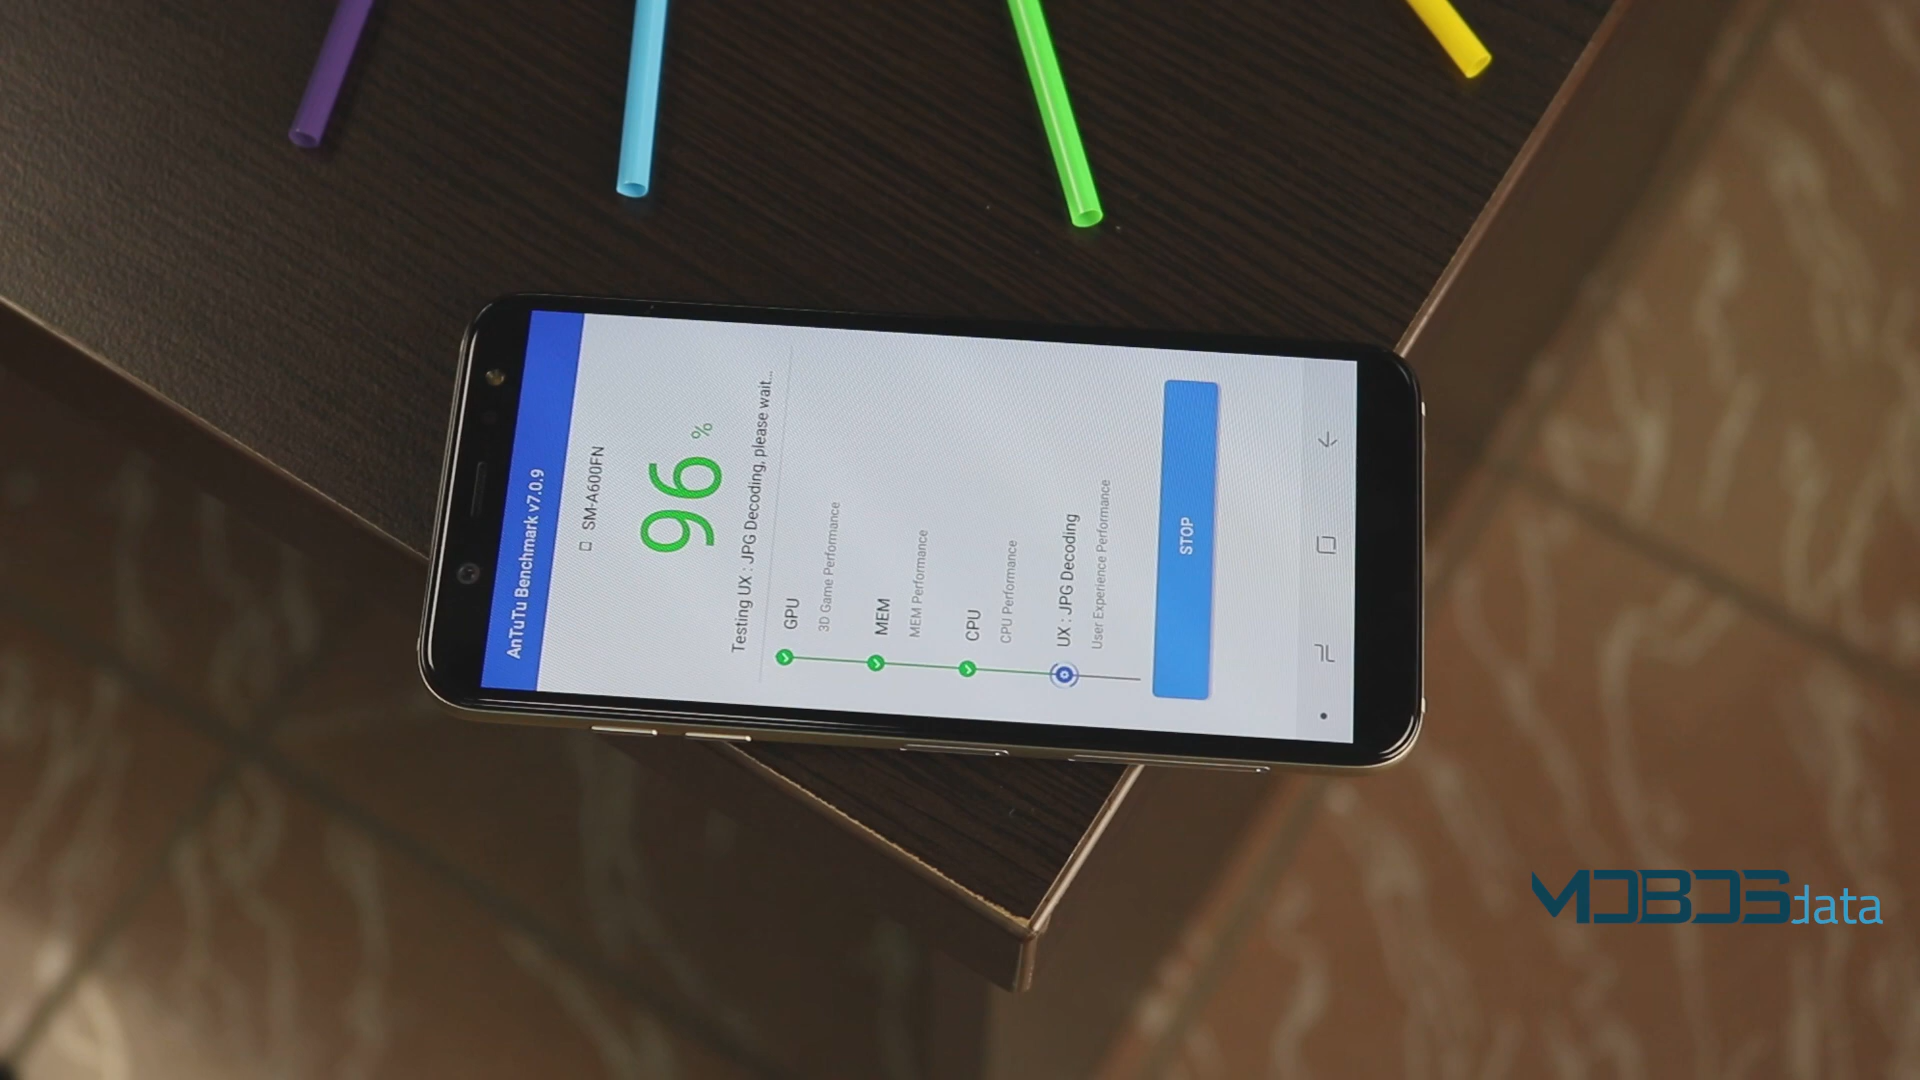 AnTuTu Benchmark v7.0.9
SM-A600FN
96 %
Testing UX : JPG Decoding, please wait...
GPU
3D Game Performance
MEM
MEM Performance
CPU
CPU Performance
UX : JPG Decoding
User Experience Performance
STOP
MOBOSdata